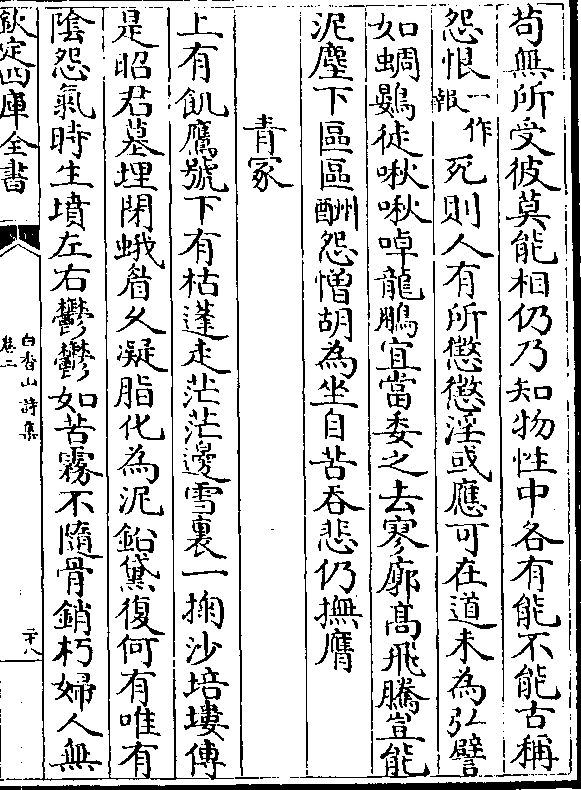 苟無所受彼莫能相仍乃知物性中各有能不能古稱
怨恨一作報死則人有所懲懲淫或應可在道未為弘譬
如蜩鷃徒啾啾啅龍鵬宜當委之去寥廓高飛騰豈能
泥塵下區區酬怨憎胡為坐自苦吞悲仍撫膺
青冢
上有飢鷹號下有枯蓬走茫茫邊雪裏一掬沙培塿傳
是昭君墓埋閉蛾眉久凝脂化為泥鉛黛復何有唯有
陰怨氣時生墳左右鬱鬱如苦霧不隨骨銷朽婦人無
欽定四庫全書
白香山詩集
卷二
二十八